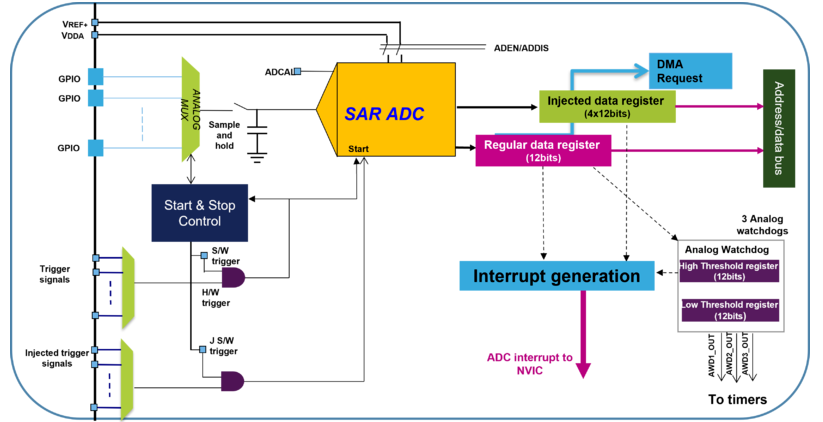 VREF+
VDDA
ADEN/ADDIS
GPIO
GPIO
GPIO
ANALOG
MUX
ADCAL
Sample
and
hold
SAR ADC
Start
DMA
Request
Injected data register
(4x12bits)
Regular data register
(12bits)
Address/data bus
Start & Stop
Control
S/W
trigger
H/W
trigger
Trigger
signals
J S/W
trigger
Injected trigger
signals
Interrupt generation
ADC interrupt to
NVIC
3 Analog
watchdogs
Analog Watchdog
High Threshold register
(12bits)
Low Threshold register
(12bits)
AWD1_OUT
AWD2_OUT
AWD3_OUT
To timers